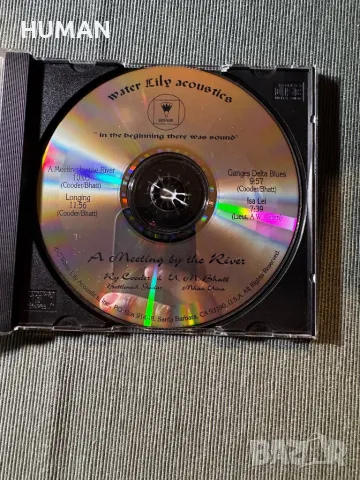 HUMAN
Water Lily acoustics
"in the beginning there was sound"
A Meeting by the River
(Cooder/Bhatt)
Longing
11:56
(Cooder/Bhatt)
Ganges Delta Blues
9:57
(Cooder/Bhatt)
Isa Lei
7:39
A Meeting by the River
Ry Cooder & V. M. Bhatt
Bottleneck Guitar Mohan Vina
Santa Barbara, CA U.S.A. All Rights Reserved.
BAZAR